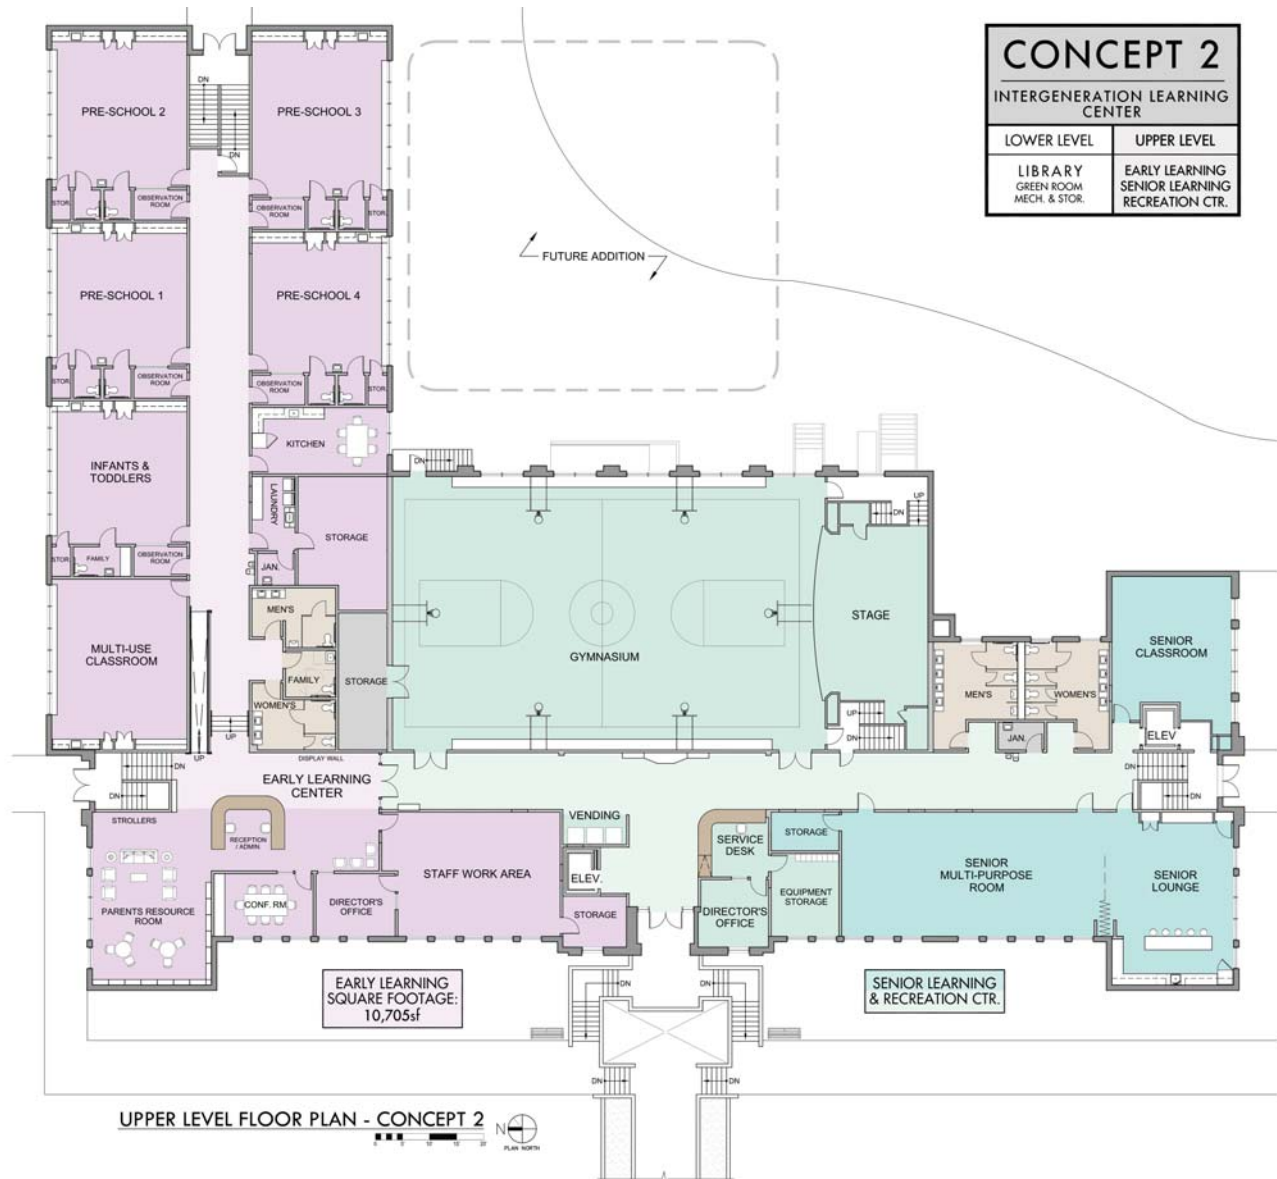 CONCEPT 2
INTERGENERATION LEARNING
CENTER
LOWER LEVEL
UPPER LEVEL
LIBRARY
GREEN ROOM
MECH. & STOR.
EARLY LEARNING
SENIOR LEARNING
RECREATION CTR.
DN
DN
PRE-SCHOOL 2
PRE-SCHOOL 3
STOR.
OBSERVATION
ROOM
OBSERVATION
ROOM
STOR.
FUTURE ADDITION
PRE-SCHOOL 1
PRE-SCHOOL 4
STOR.
OBSERVATION
ROOM
OBSERVATION
ROOM
STOR.
KITCHEN
DN
INFANTS &
TODDLERS
LAUNDRY
STORAGE
STOR.
FAMILY
OBSERVATION
ROOM
JAN.
UP
DN
MEN'S
GYMNASIUM
STAGE
MULTI-USE
CLASSROOM
FAMILY
STORAGE
WOMEN'S
UP
UP
UP
DN
MEN'S
WOMEN'S
JAN.
SENIOR
CLASSROOM
ELEV
DN
DN
DISPLAY WALL
EARLY LEARNING
CENTER
DN
DN
STROLLERS
RECEPTION
/ ADMIN.
VENDING
SERVICE
DESK
STORAGE
STAFF WORK AREA
ELEV.
SENIOR
MULTI-PURPOSE
ROOM
SENIOR
LOUNGE
PARENTS RESOURCE
ROOM
CONF. RM
DIRECTOR'S
OFFICE
STORAGE
DIRECTOR'S
OFFICE
EQUIPMENT
STORAGE
EARLY LEARNING
SQUARE FOOTAGE:
10,705sf
SENIOR LEARNING
& RECREATION CTR.
DN
DN
DN
DN
UPPER LEVEL FLOOR PLAN - CONCEPT 2
N
PLAN NORTH